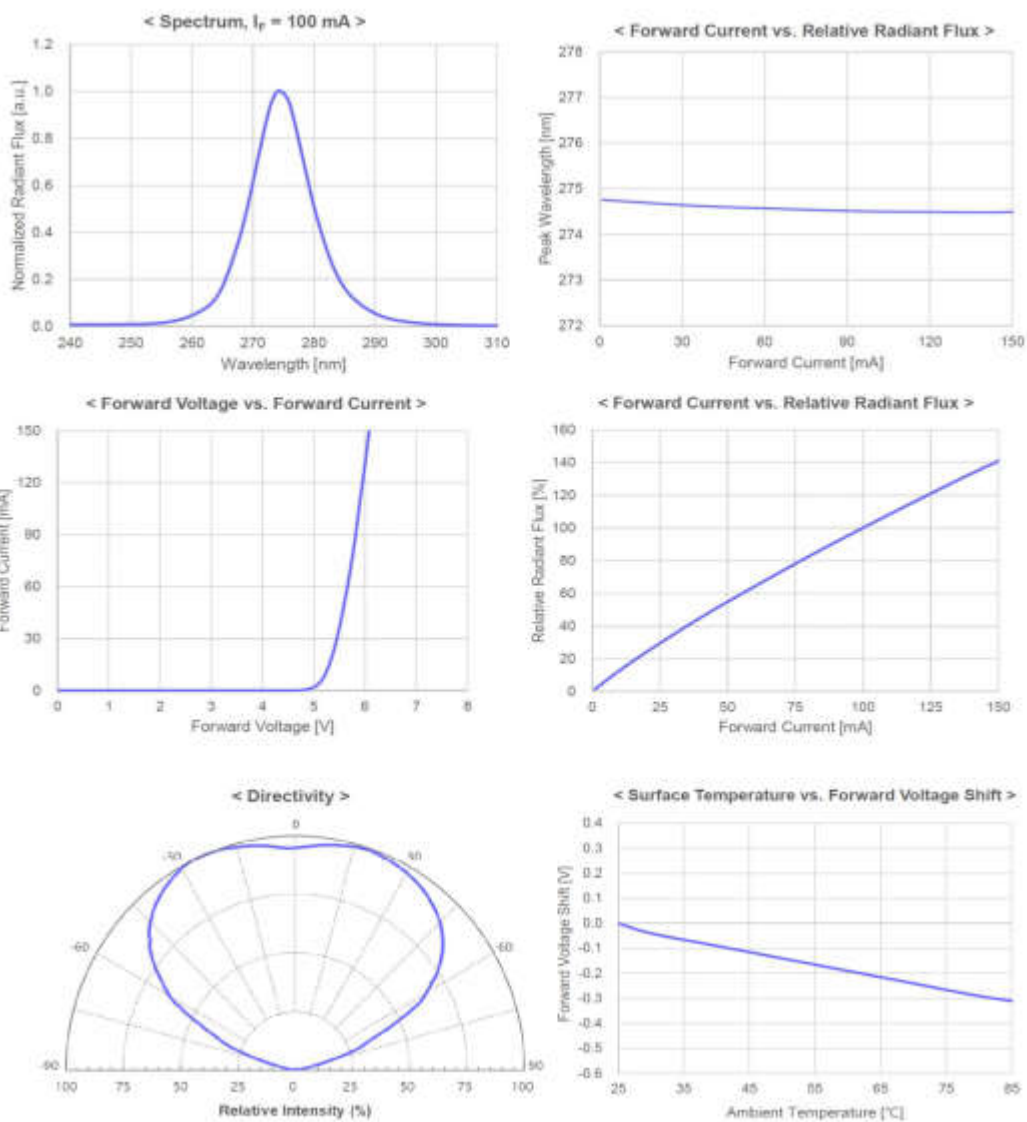 < Spectrum, IF = 100 mA >
1.2
1.0
0.8
0.6
0.4
0.2
0.0
Normalized Radiant Flux [a.u.]
240 250 260 270 280 290 300 310
Wavelength [nm]
< Forward Current vs. Relative Radiant Flux >
278
277
276
275
274
273
272
Peak Wavelength [nm]
0 30 60 90 120 150
Forward Current [mA]
< Forward Voltage vs. Forward Current >
150
120
90
60
30
0
Forward Current [mA]
0 1 2 3 4 5 6 7 8
Forward Voltage [V]
< Forward Current vs. Relative Radiant Flux >
160
140
120
100
80
60
40
20
0
Relative Radiant Flux [%]
0 25 50 75 100 125 150
Forward Current [mA]
< Directivity >
0
-30 30
-60 60
-90 90
100 75 50 25 0 25 50 75 100
Relative Intensity (%)
< Surface Temperature vs. Forward Voltage Shift >
0.4
0.3
0.2
0.1
0.0
-0.1
-0.2
-0.3
-0.4
-0.5
-0.6
Forward Voltage Shift [V]
25 35 45 55 65 75 85
Ambient Temperature [℃]